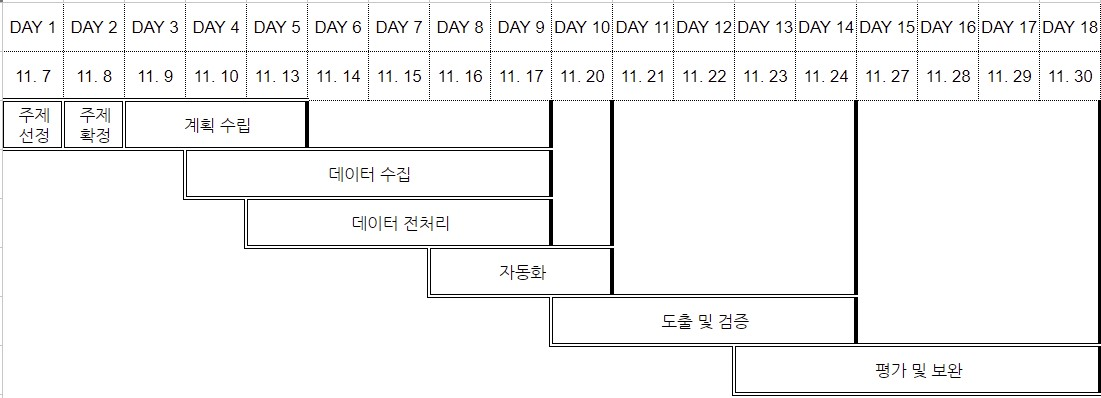 DAY 1 DAY 2 DAY 3 DAY 4 DAY 5 DAY 6 DAY 7 DAY 8 DAY 9 DAY 10 DAY 11 DAY 12 DAY 13 DAY 14 DAY 15 DAY 16 DAY 17 DAY 18
11. 7 11. 8 11. 9 11. 10 11. 13 11. 14 11. 15 11. 16 11. 17 11. 20 11. 21 11. 22 11. 23 11. 24 11. 27 11. 28 11. 29 11. 30
주제
선정
주제
확정
계획 수립
데이터 수집
데이터 전처리
자동화
도출 및 검증
평가 및 보완